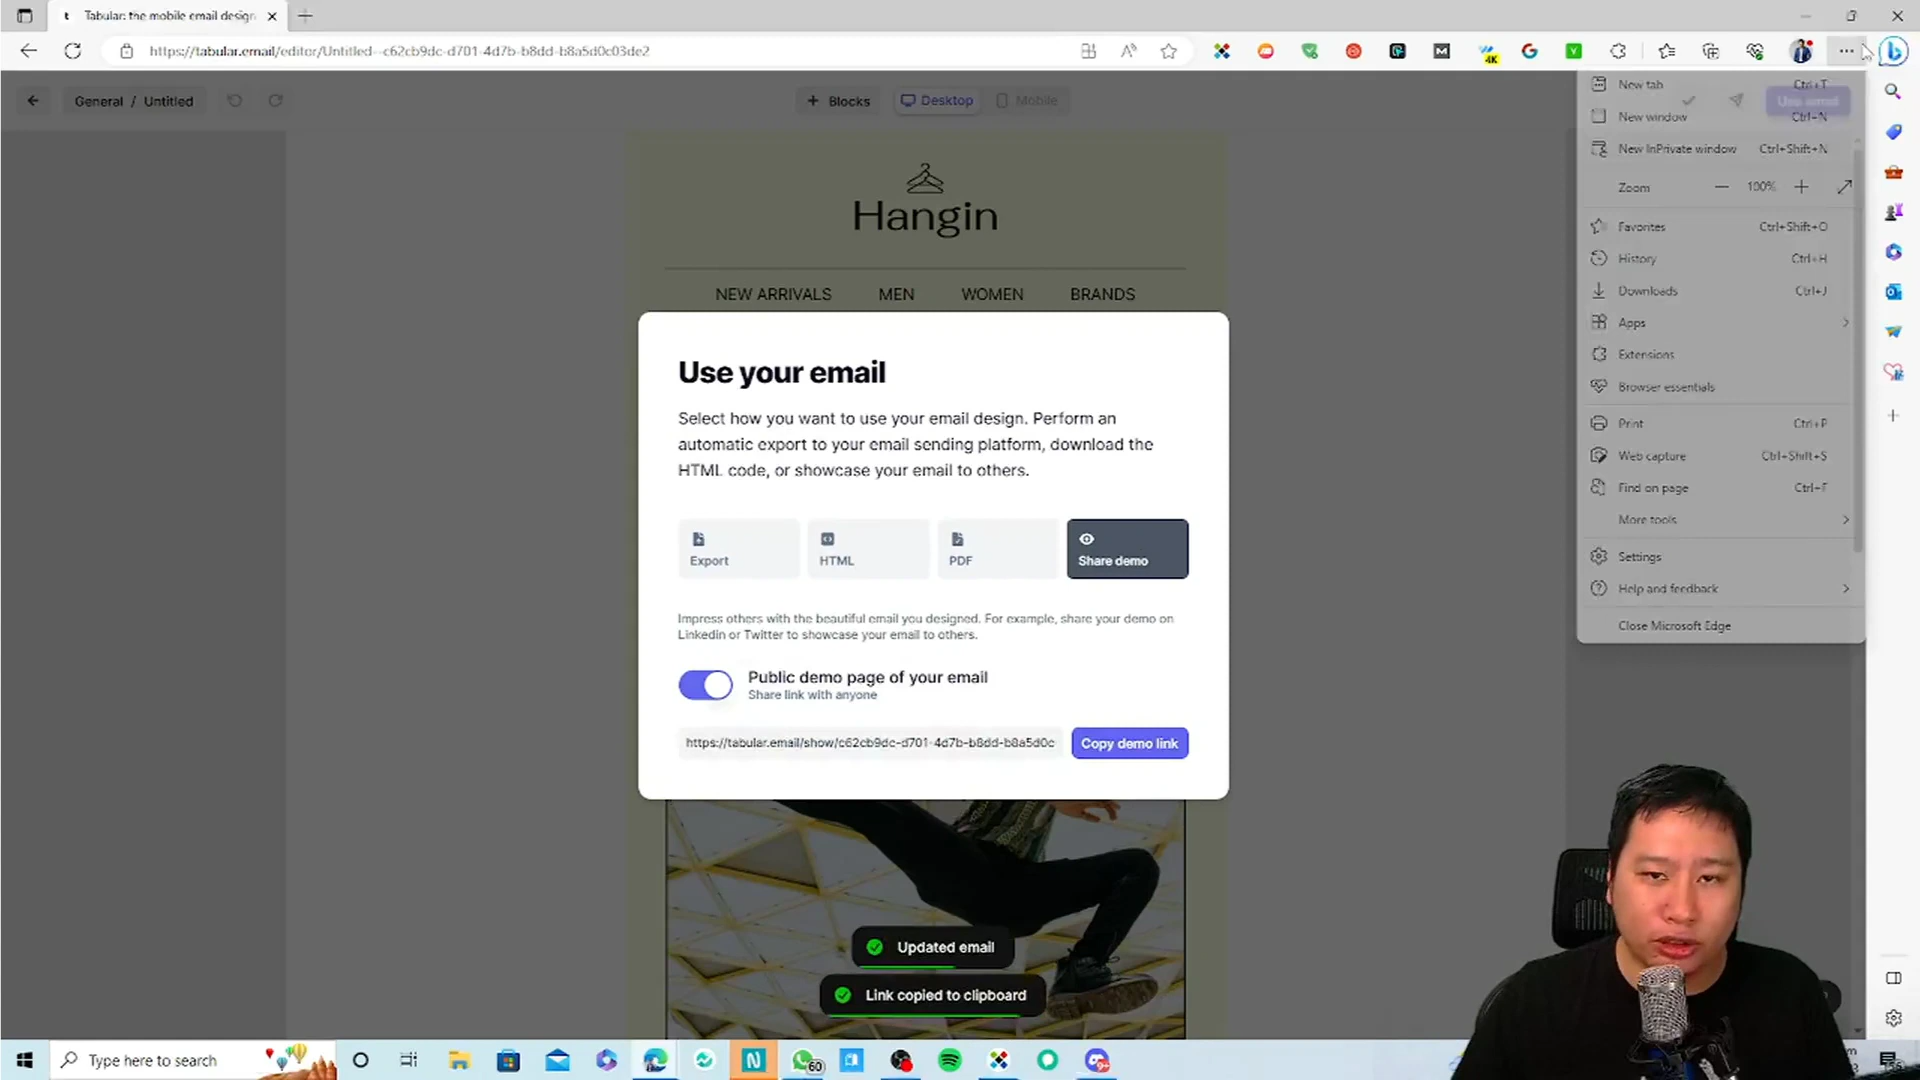 Tabular: the mobile email design
https://tabular.email/editor/Untitled--c62cb9dc-d701-4d7b-b8dd-b8a5d0c03de2
4K
General / Untitled
Blocks
Desktop
Mobile
Use email
New tab Ctrl+T
New window Ctrl+N
New InPrivate window Ctrl+Shift+N
Zoom 100%
Favorites Ctrl+Shift+O
History Ctrl+H
Downloads Ctrl+J
Apps
Extensions
Browser essentials
Print Ctrl+P
Web capture Ctrl+Shift+S
Find on page Ctrl+F
More tools
Settings
Help and feedback
Close Microsoft Edge
Hangin
NEW ARRIVALS MEN WOMEN BRANDS
Use your email
Select how you want to use your email design. Perform an
automatic export to your email sending platform, download the
HTML code, or showcase your email to others.
Export
HTML
PDF
Share demo
Impress others with the beautiful email you designed. For example, share your demo on
Linkedin or Twitter to showcase your email to others.
Public demo page of your email
Share link with anyone
https://tabular.email/show/c62cb9dc-d701-4d7b-b8dd-b8a5d0c
Copy demo link
Updated email
Link copied to clipboard
Type here to search
60